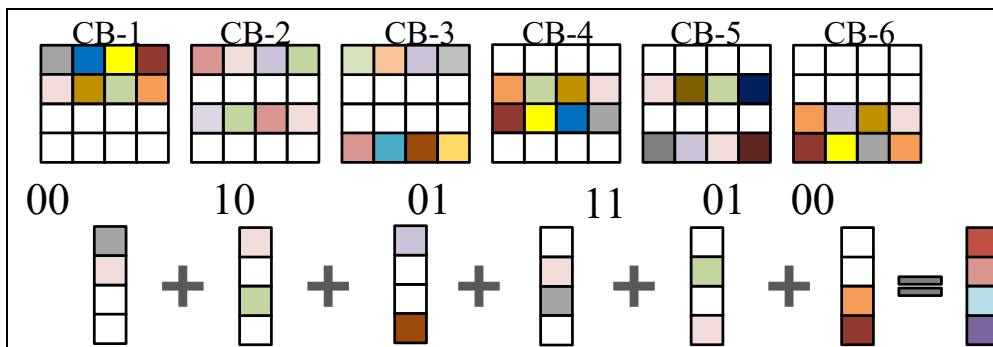 CB-1 CB-2 CB-3 CB-4 CB-5 CB-6
00 10 01 11 01 00
+ + + + + =